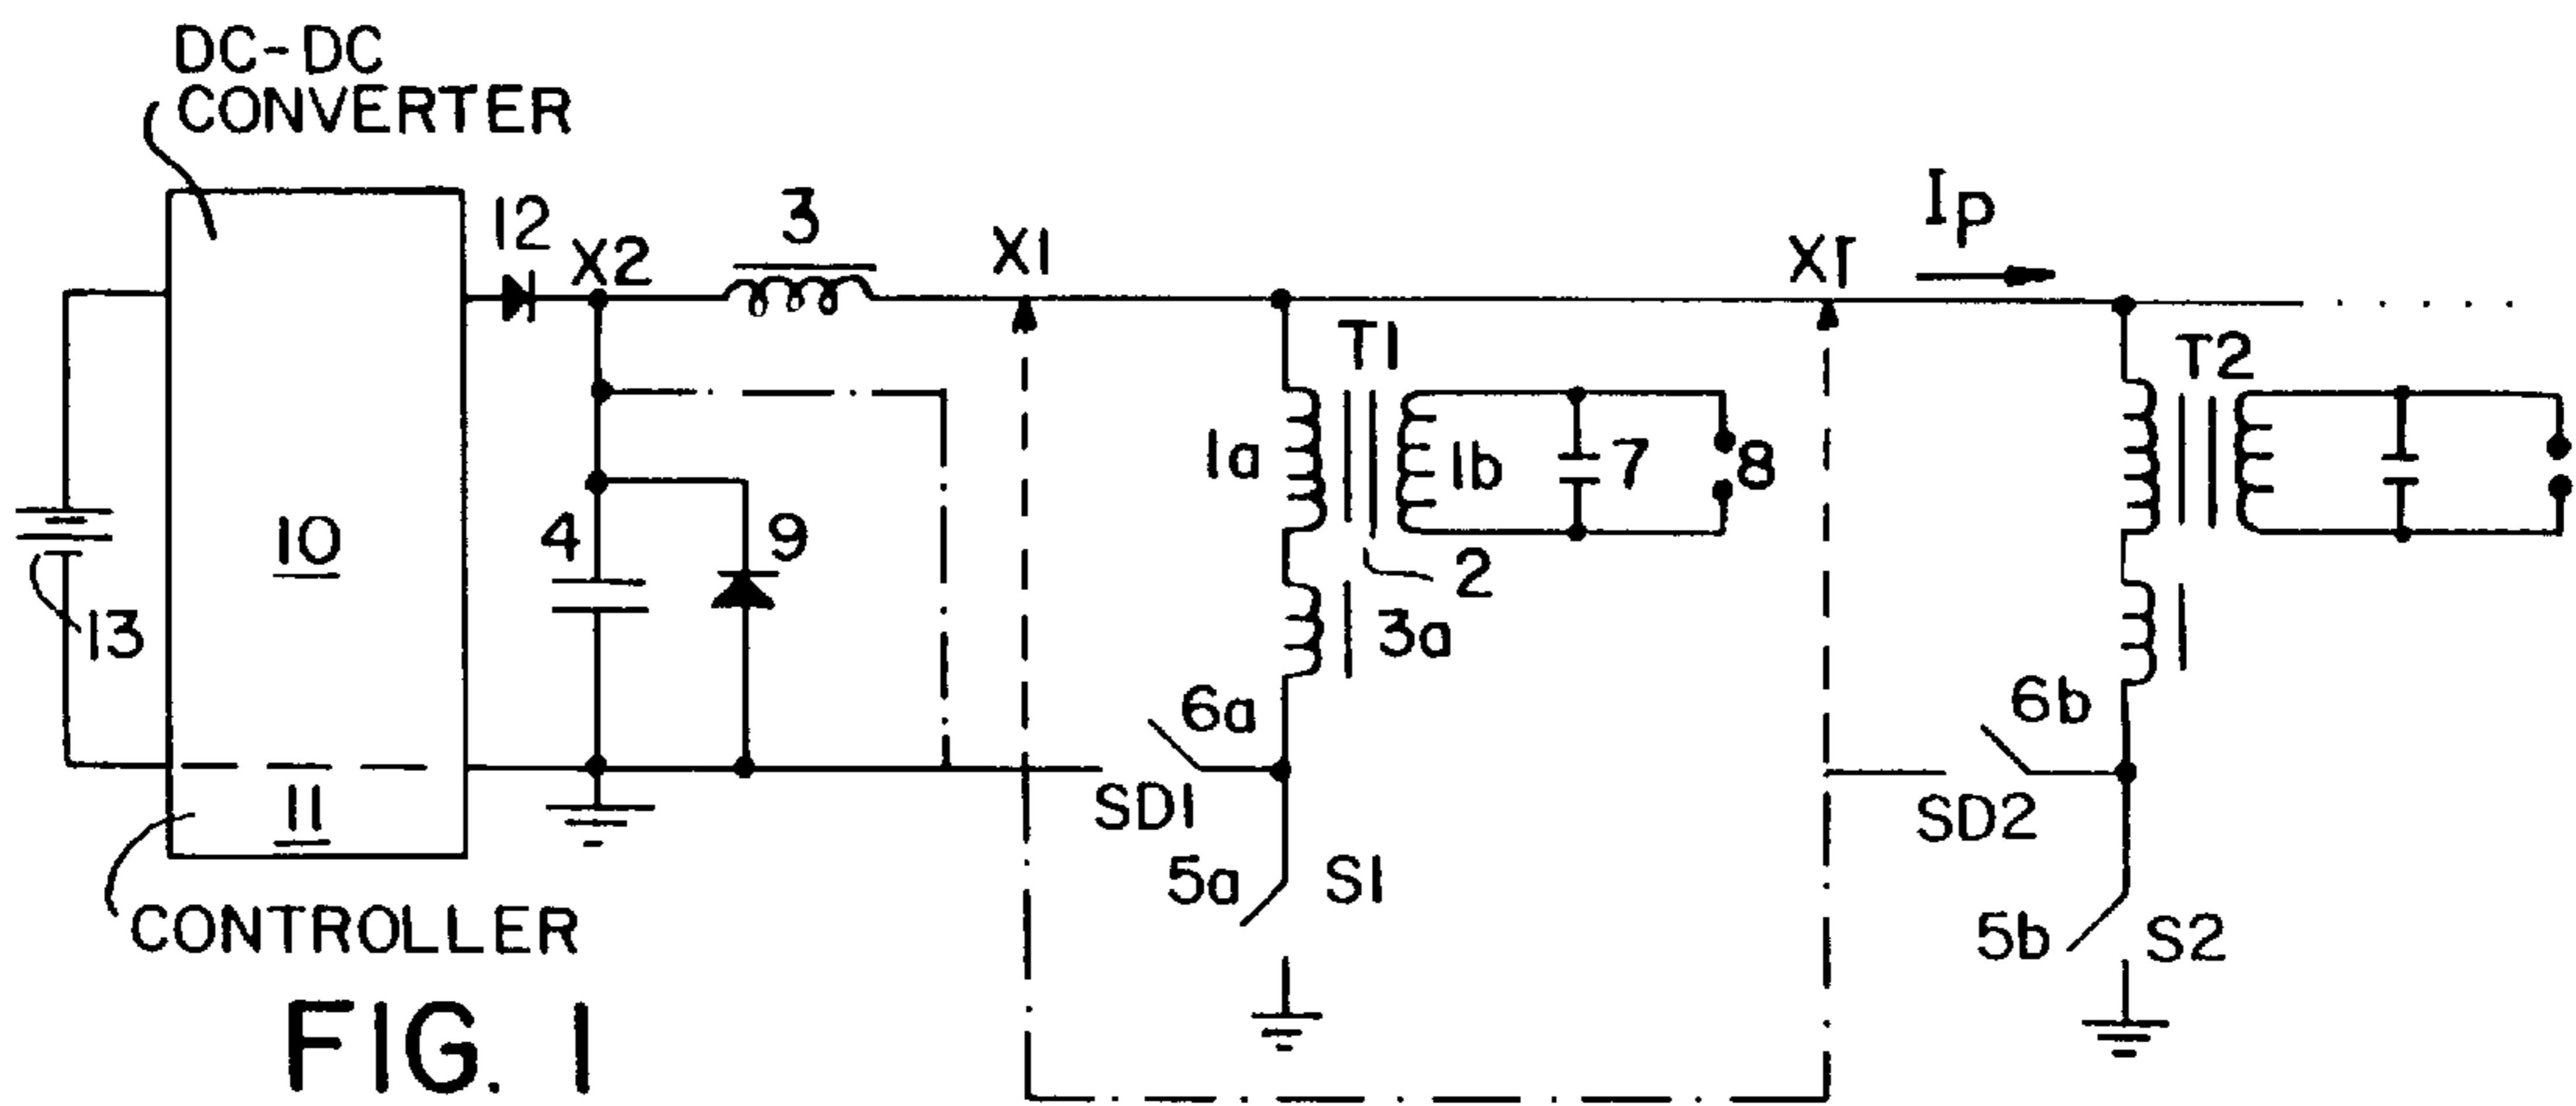 DC-DC
CONVERTER
12
X2
3
X1
X1
Ip
T1
T2
1a
1b
7
8
10
4
9
2
13
3a
6a
6b
11
SD1
SD2
5a
S1
5b
S2
CONTROLLER
FIG. 1